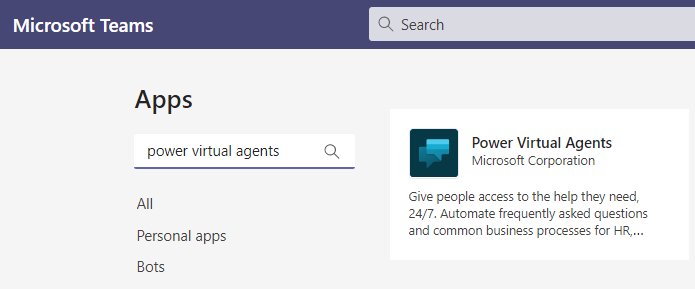 Microsoft Teams
Search
Apps
power virtual agents
All
Personal apps
Bots
Power Virtual Agents
Microsoft Corporation
Give people access to the help they need,
24/7. Automate frequently asked questions
and common business processes for HR,...